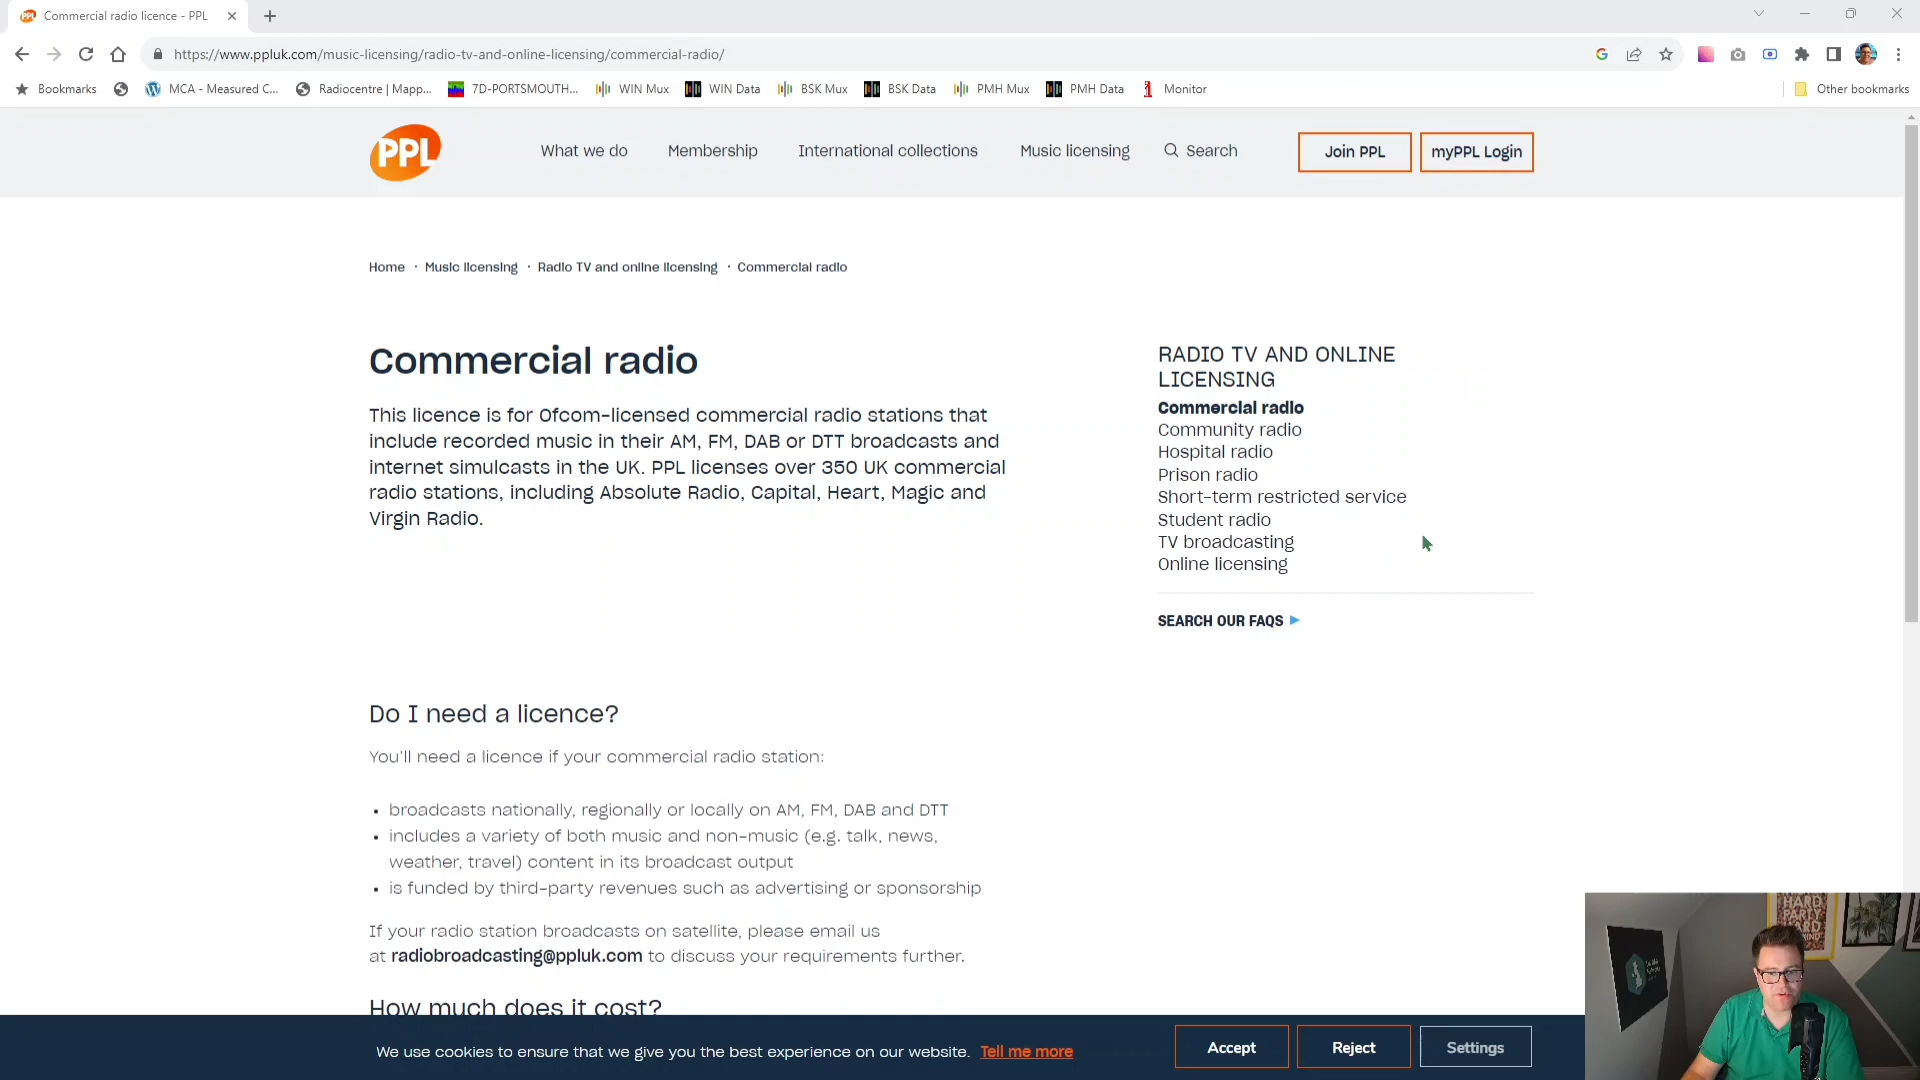 Commercial radio licence - PPL
https://www.ppluk.com/music-licensing/radio-tv-and-online-licensing/commercial-radio/
Bookmarks
MCA - Measured C...
Radiocentre | Mapp...
7D-PORTSMOUTH...
WIN Mux
WIN Data
BSK Mux
BSK Data
PMH Mux
PMH Data
Monitor
Other bookmarks
PPL
What we do
Membership
International collections
Music licensing
Search
Join PPL
myPPL Login
Home · Music licensing · Radio TV and online licensing · Commercial radio
Commercial radio
This licence is for Ofcom-licensed commercial radio stations that
include recorded music in their AM, FM, DAB or DTT broadcasts and
internet simulcasts in the UK. PPL licenses over 350 UK commercial
radio stations, including Absolute Radio, Capital, Heart, Magic and
Virgin Radio.
RADIO TV AND ONLINE
LICENSING
Commercial radio
Community radio
Hospital radio
Prison radio
Short-term restricted service
Student radio
TV broadcasting
Online licensing
SEARCH OUR FAQS
Do I need a licence?
You'll need a licence if your commercial radio station:
• broadcasts nationally, regionally or locally on AM, FM, DAB and DTT
• includes a variety of both music and non-music (e.g. talk, news,
weather, travel) content in its broadcast output
• is funded by third-party revenues such as advertising or sponsorship
If your radio station broadcasts on satellite, please email us
at radiobroadcasting@ppluk.com to discuss your requirements further.
How much does it cost?
We use cookies to ensure that we give you the best experience on our website. Tell me more
Accept
Reject
Settings
HARD
PARTY
HARD